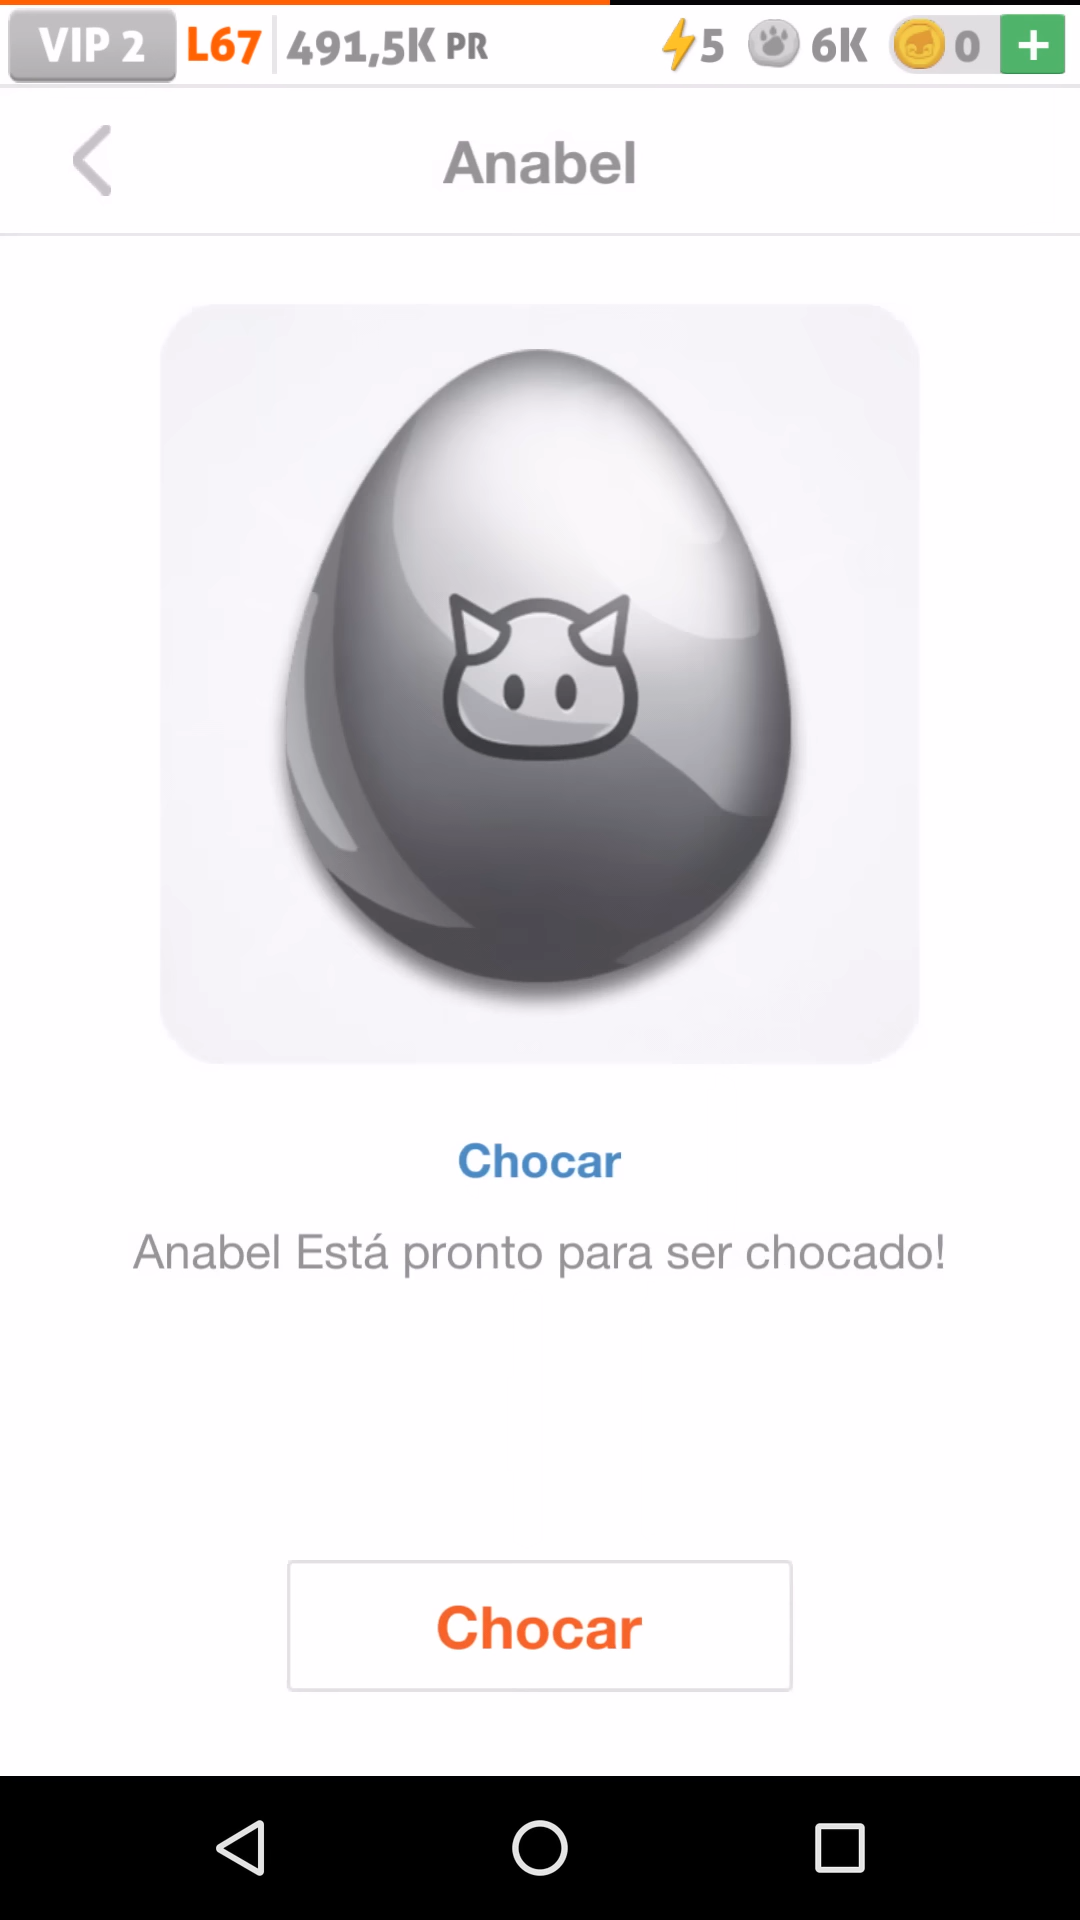 VIP 2 L67 491,5K PR 5 6K 0 +
Anabel
Chocar
Anabel Está pronto para ser chocado!
Chocar